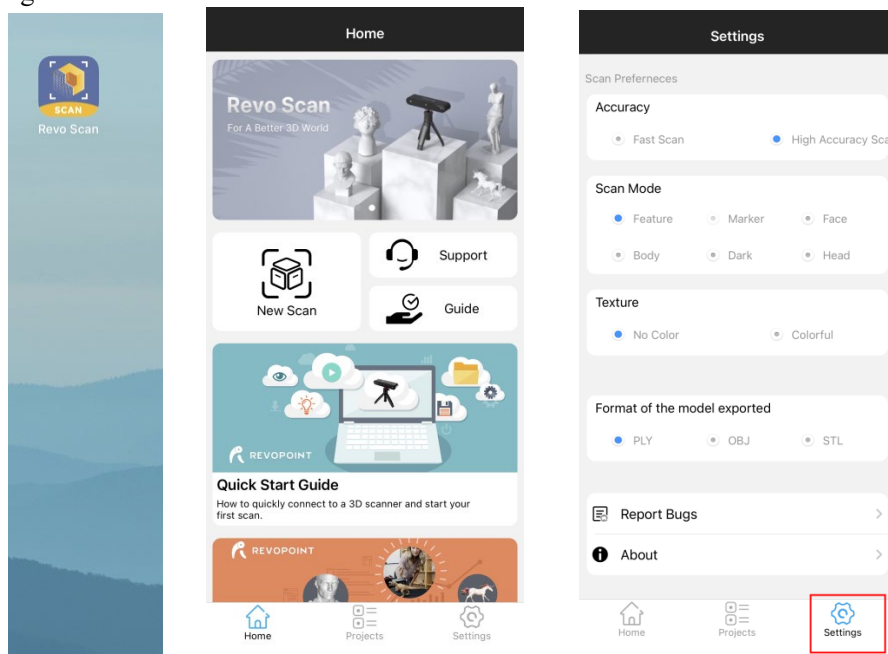 SCAN
Revo Scan
Home
Revo Scan
For A Better 3D World
New Scan
Support
Guide
REVOPOINT
Quick Start Guide
How to quickly connect to a 3D scanner and start your
first scan.
REVOPOINT
Home Projects Settings
Settings
Scan Preferneces
Accuracy
Fast Scan High Accuracy Sca
Scan Mode
Feature Marker Face
Body Dark Head
Texture
No Color Colorful
Format of the model exported
PLY OBJ STL
Report Bugs
About
Home Projects Settings